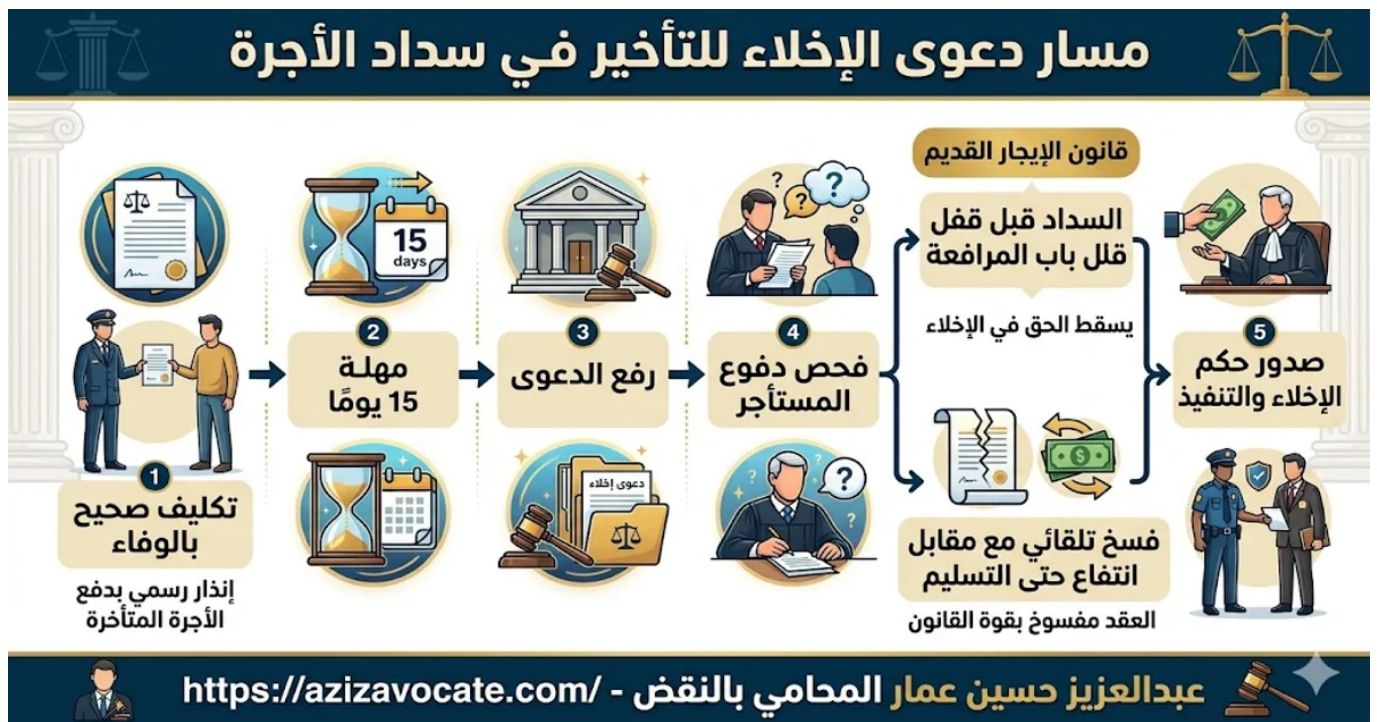 مسار دعوى الإخلاء للتأخير في سداد الأجرة
1
تكليف صحيح
بالوفاء
إنذار رسمي بدفع
الأجرة المتأخرة
15
days
2
مهلة
15 يومًا
3
رفع الدعوى
دعوى إخلاء
4
فحص دفوع
المستأجر
قانون الإيجار القديم
السداد قبل قفل
قلل باب المرافعة
يسقط الحق في الإخلاء
فسخ تلقائي مع مقابل
انتفاع حتى التسليم
العقد مفسوخ بقوة القانون
5
صدور حكم
الإخلاء والتنفيذ
عبدالعزيز حسين عمار المحامي بالنقض - https://azizavocate.com/